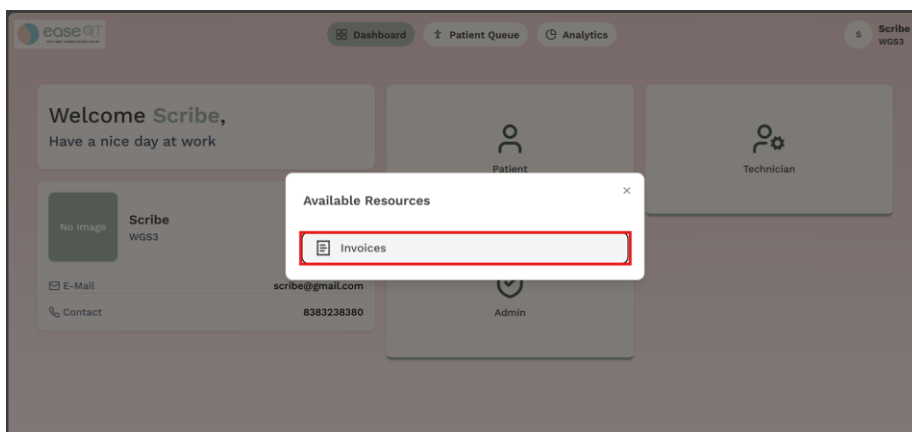 ease QT
Dashboard
Patient Queue
Analytics
S
Scribe
WGS3
Welcome Scribe,
Have a nice day at work
Patient
Technician
No Image
Scribe
WGS3
E-Mail
scribe@gmail.com
Contact
8383238380
Available Resources
Invoices
Admin